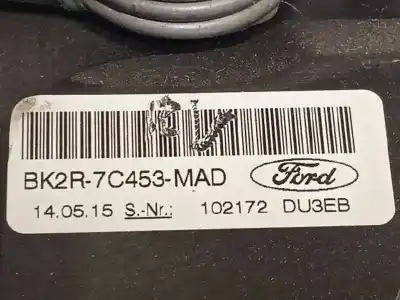 BK2R-7C453-MAD Ford
14.05.15 S.-Nr.: 102172 DU3EB